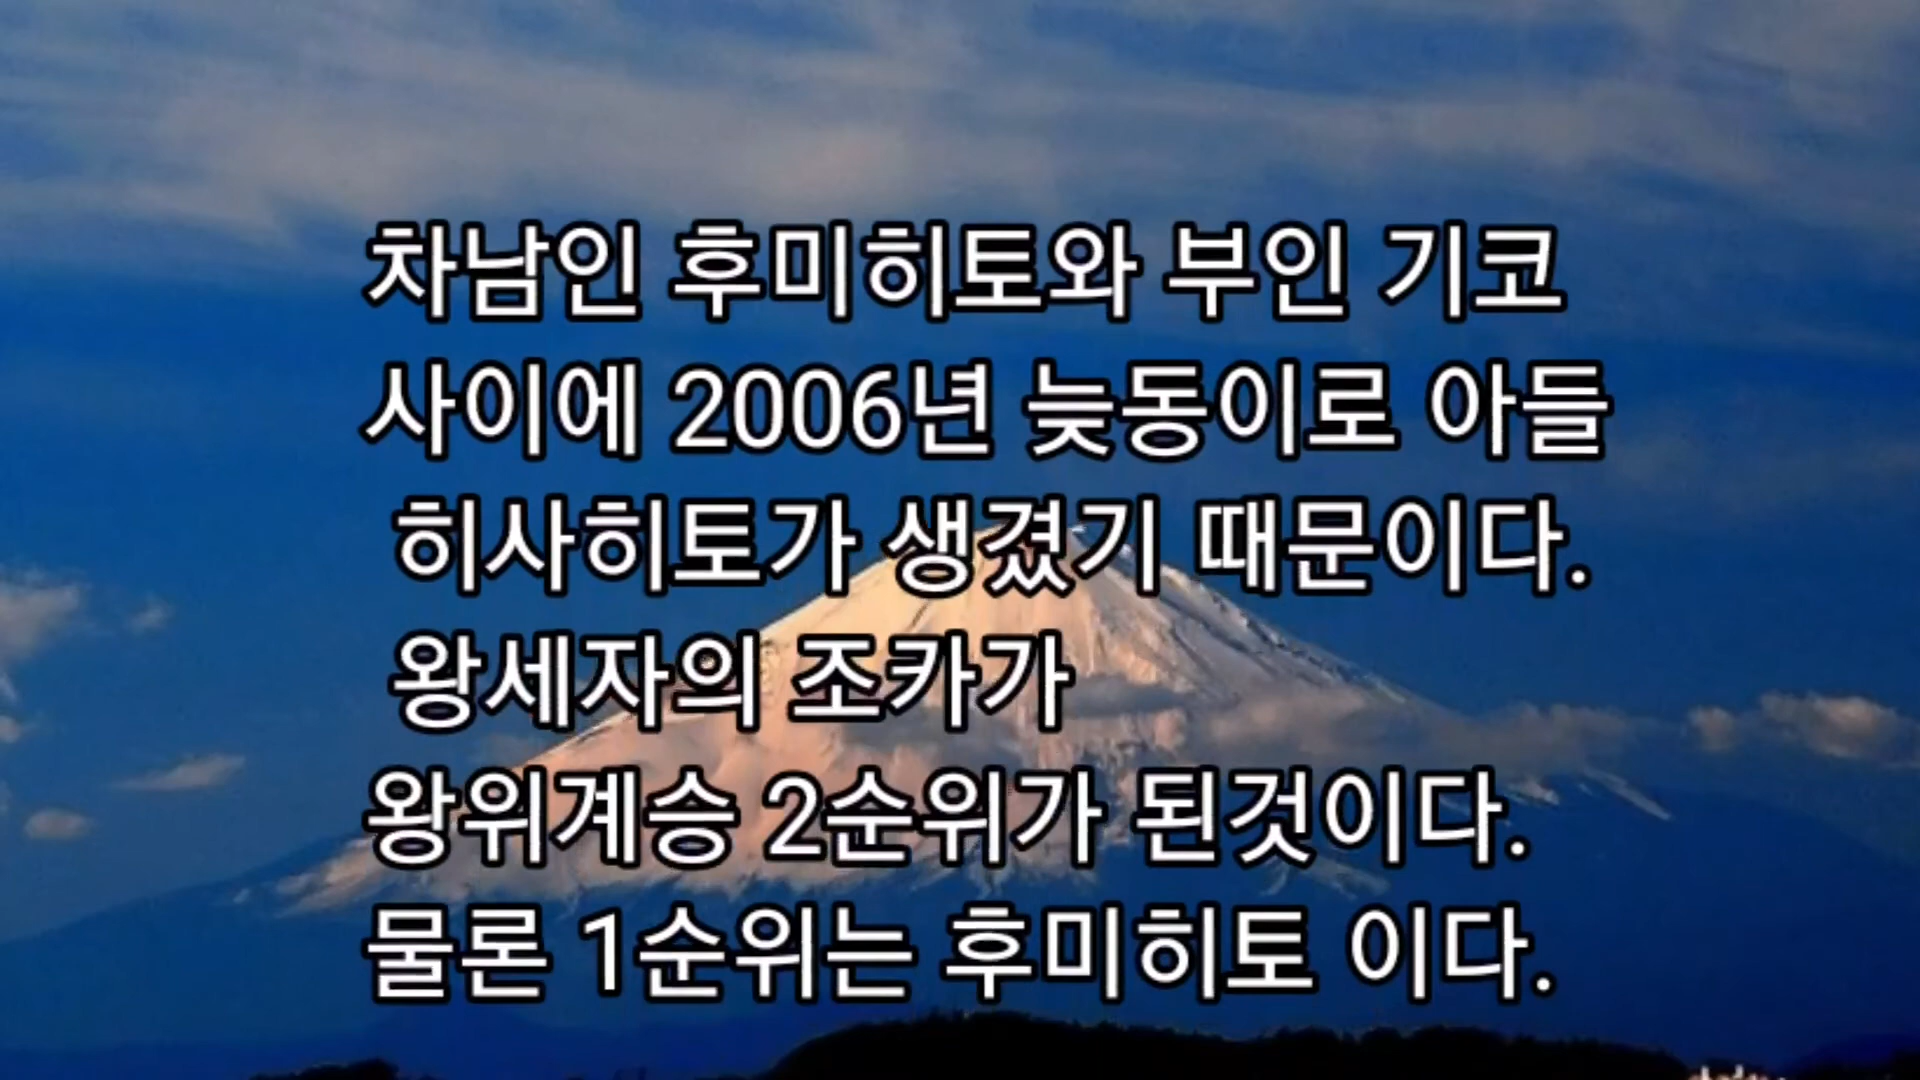 차남인 후미히토와 부인 기코
사이에 2006년 늦동이로 아들
히사히토가 생겼기 때문이다.
왕세자의 조카가
왕위계승 2순위가 된것이다.
물론 1순위는 후미히토 이다.